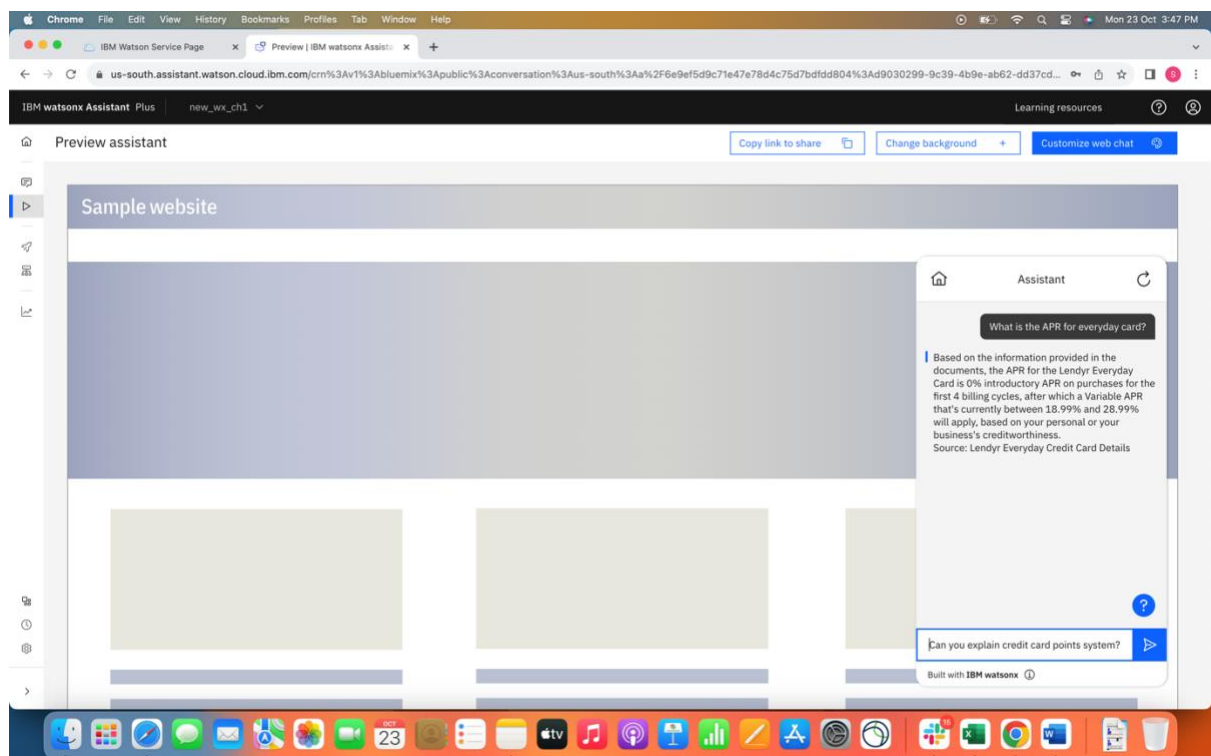 Chrome File Edit View History Bookmarks Profiles Tab Window Help
Mon 23 Oct 3:47 PM
IBM Watson Service Page
Preview | IBM watsonx Assista
us-south.assistant.watson.cloud.ibm.com/crn%3Av1%3Abluemix%3Apublic%3Aconversation%3Aus-south%3Aa%2F6e9ef5d9c71e47e78d4c75d7bdfdd804%3Ad9030299-9c39-4b9e-ab62-dd37cd...
S
IBM watsonx Assistant Plus
new_wx_ch1
Learning resources
Preview assistant
Copy link to share
Change background +
Customize web chat
Sample website
Assistant
What is the APR for everyday card?
Based on the information provided in the
documents, the APR for the Lendyr Everyday
Card is 0% introductory APR on purchases for the
first 4 billing cycles, after which a Variable APR
that's currently between 18.99% and 28.99%
will apply, based on your personal or your
business's creditworthiness.
Source: Lendyr Everyday Credit Card Details
?
Can you explain credit card points system?
Built with IBM watsonx
OCT
23
tv